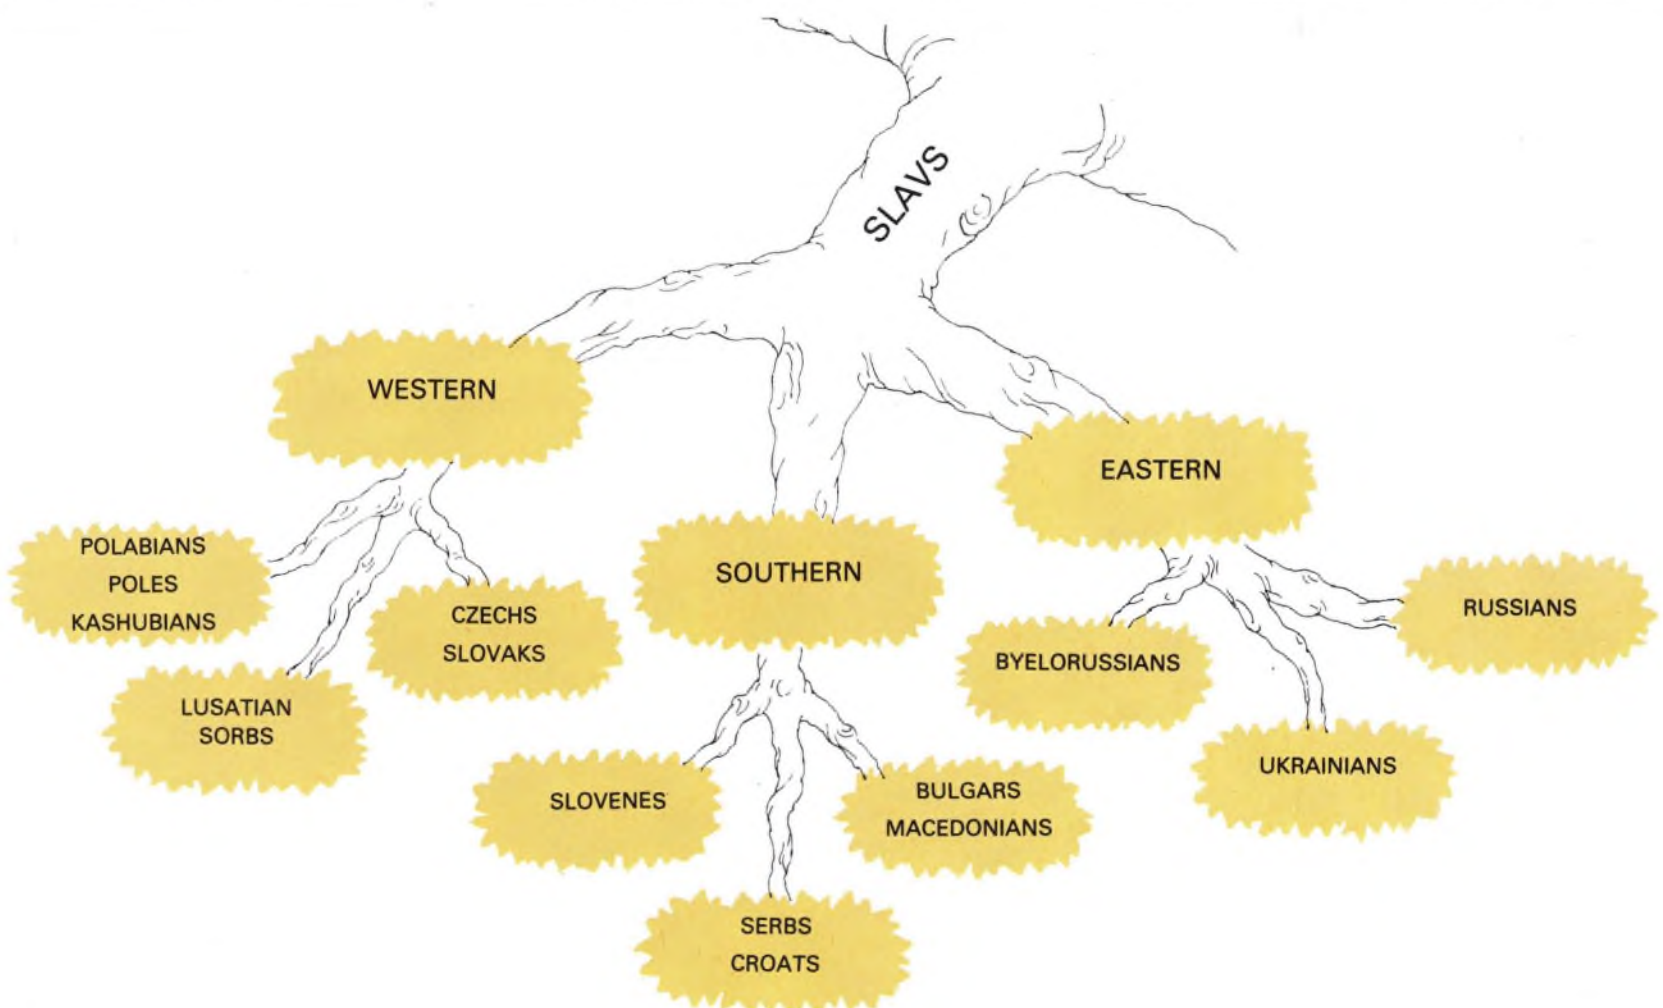 SLAVS
WESTERN
EASTERN
SOUTHERN
POLABIANS
POLES
KASHUBIANS
LUSATIAN
SORBS
CZECHS
SLOVAKS
SLOVENES
SERBS
CROATS
BULGARS
MACEDONIANS
BYELORUSSIANS
UKRAINIANS
RUSSIANS